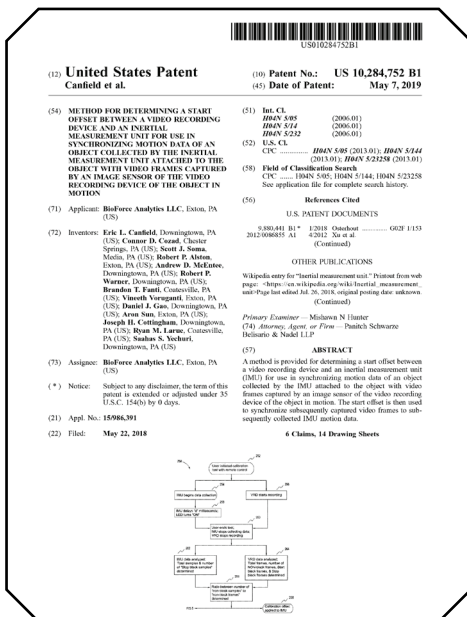 US010284752B1
(12) United States Patent
Canfield et al.
(10) Patent No.: US 10,284,752 B1
(45) Date of Patent: May 7, 2019
(54) METHOD FOR DETERMINING A START
OFFSET BETWEEN A VIDEO RECORDING
DEVICE AND AN INERTIAL
MEASUREMENT UNIT FOR USE IN
SYNCHRONIZING MOTION DATA OF AN
OBJECT COLLECTED BY THE INERTIAL
MEASUREMENT UNIT ATTACHED TO THE
OBJECT WITH VIDEO FRAMES CAPTURED
BY AN IMAGE SENSOR OF THE VIDEO
RECORDING DEVICE OF THE OBJECT IN
MOTION
(71) Applicant: BioForce Analytics LLC, Exton, PA
(US)
(72) Inventors: Eric L. Canfield, Downingtown, PA
(US); Connor D. Cozad, Chester
Springs, PA (US); Scott J. Soma,
Media, PA (US); Robert P. Alston,
Exton, PA (US); Andrew D. McEntee,
Downingtown, PA (US); Robert P.
Warner, Downingtown, PA (US);
Brandon T. Fanti, Coatesville, PA
(US); Vineeth Voruganti, Exton, PA
(US); Daniel J. Gao, Downingtown, PA
(US); Aron Sun, Exton, PA (US);
Joseph H. Cottingham, Downingtown,
PA (US); Ryan M. Larue, Coatesville,
PA (US); Saahas S. Yechuri,
Downingtown, PA (US)
(73) Assignee: BioForce Analytics LLC, Exton, PA
(US)
( * ) Notice: Subject to any disclaimer, the term of this
patent is extended or adjusted under 35
U.S.C. 154(b) by 0 days.
(21) Appl. No.: 15/986,391
(22) Filed: May 22, 2018
(51) Int. Cl.
H04N 5/05 (2006.01)
H04N 5/14 (2006.01)
H04N 5/232 (2006.01)
(52) U.S. Cl.
CPC .............. H04N 5/05 (2013.01); H04N 5/144
(2013.01); H04N 5/23258 (2013.01)
(58) Field of Classification Search
CPC ....... H04N 5/05; H04N 5/144; H04N 5/23258
See application file for complete search history.
(56) References Cited
U.S. PATENT DOCUMENTS
9,880,441 B1 * 1/2018 Osterhout .............. G02F 1/153
2012/0086855 A1 4/2012 Xu et al.
(Continued)
OTHER PUBLICATIONS
Wikipedia entry for "Inertial measurement unit." Printout from web
page: <https://en.wikipedia.org/wiki/Inertial_measurement_
unit>Page last edited Jul. 26, 2018, original posting date: unknown.
(Continued)
Primary Examiner — Mishawn N Hunter
(74) Attorney, Agent, or Firm — Panitch Schwarze
Belisario & Nadel LLP
(57) ABSTRACT
A method is provided for determining a start offset between
a video recording device and an inertial measurement unit
(IMU) for use in synchronizing motion data of an object
collected by the IMU attached to the object with video
frames captured by an image sensor of the video recording
device of the object in motion. The start offset is then used
to synchronize subsequently captured video frames to sub-
sequently collected IMU motion data.
6 Claims, 14 Drawing Sheets